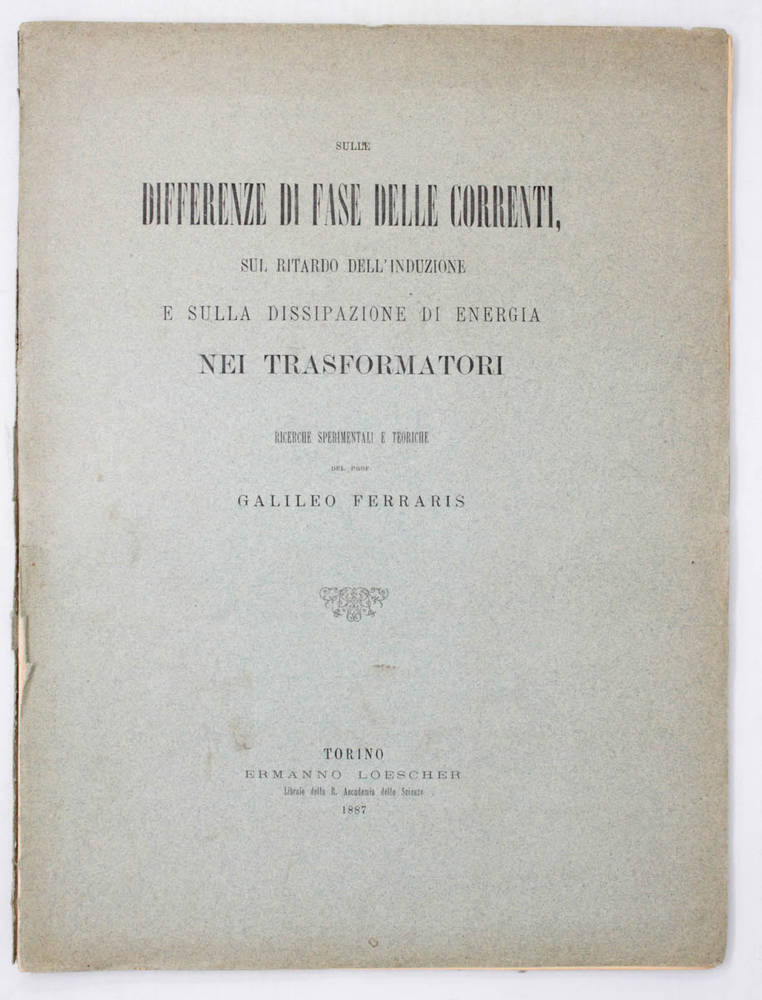 SULLE
DIFFERENZE DI FASE DELLE CORRENTI,
SUL RITARDO DELL'INDUZIONE
E SULLA DISSIPAZIONE DI ENERGIA
NEI TRASFORMATORI
RICERCHE SPERIMENTALI E TEORICHE
DEL PROF
GALILEO FERRARIS
TORINO
ERMANNO LOESCHER
Libraio della R. Accademia delle Scienze
1887